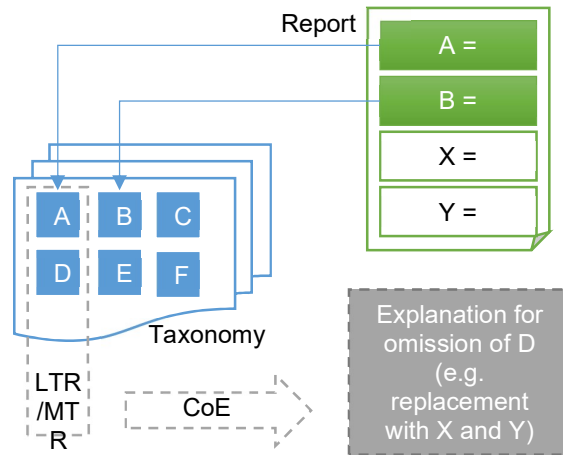 Report
A =
B =
X =
Y =
A B C
D E F
Taxonomy
LTR
/MT
R
CoE
Explanation for
omission of D
(e.g.
replacement
with X and Y)